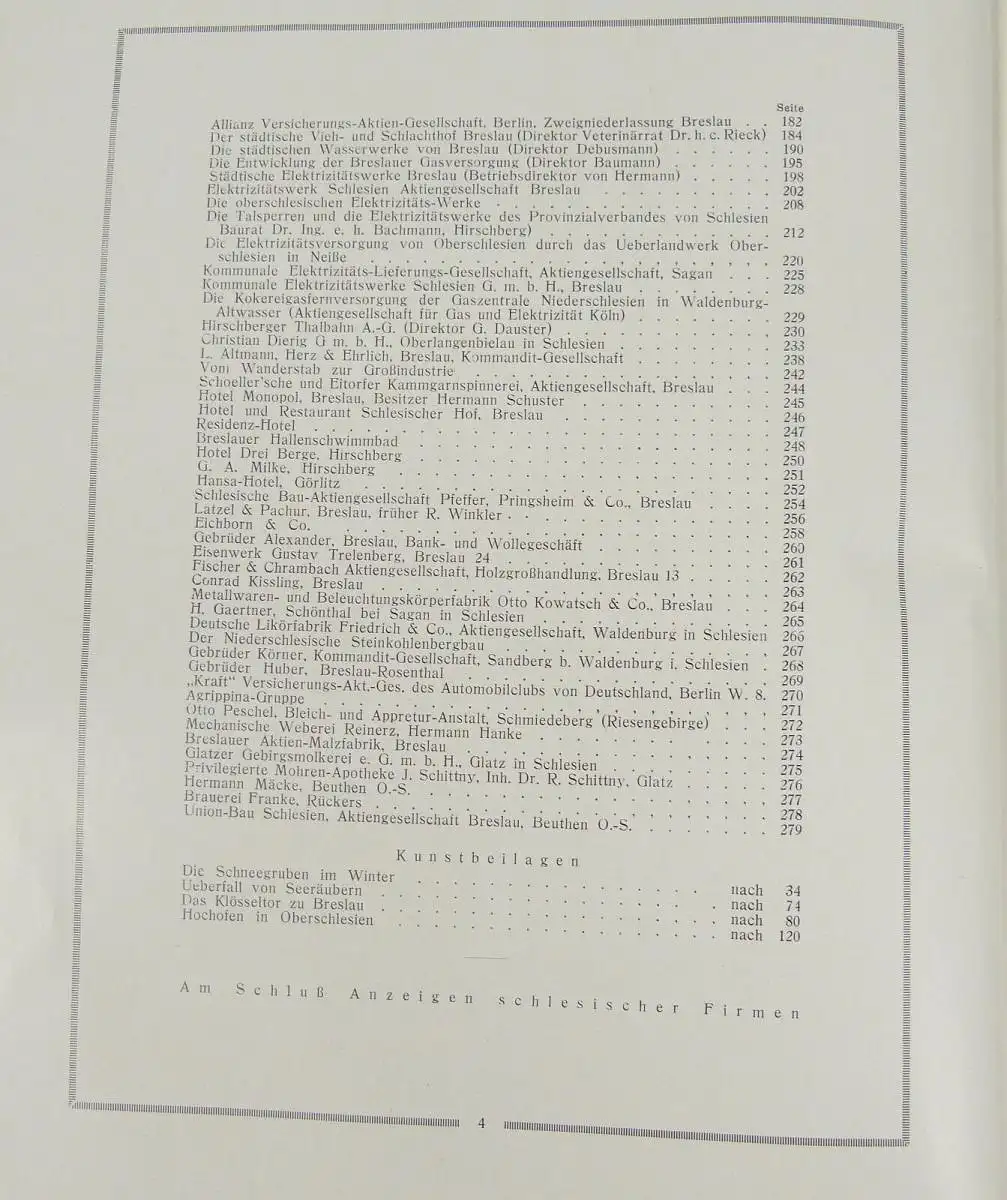 Seite
Allianz Versicherungs-Aktien-Gesellschaft, Berlin, Zweigniederlassung Breslau . . 182
Der städtische Vieh- und Schlachthof Breslau (Direktor Veterinärrat Dr. h. c. Rieck) 184
Die städtischen Wasserwerke von Breslau (Direktor Debusmann) . . . . . . 190
Die Entwicklung der Breslauer Gasversorgung (Direktor Baumann) . . . . . . 195
Städtische Elektrizitätswerke Breslau (Betriebsdirektor von Hermann) . . . . . 198
Elektrizitätswerk Schlesien Aktiengesellschaft Breslau . . . . . . . . . . 202
Die oberschlesischen Elektrizitäts-Werke . . . . . . . . . . . . . . . 208
Die Talsperren und die Elektrizitätswerke des Provinzialverbandes von Schlesien
Baurat Dr. Ing. e. h. Bachmann, Hirschberg) . . . . . . . . . . . . 212
Die Elektrizitätsversorgung von Oberschlesien durch das Ueberlandwerk Ober-
schlesien in Neiße . . . . . . . . . . . . . . . . . . . . 220
Kommunale Elektrizitäts-Lieferungs-Gesellschaft, Aktiengesellschaft, Sagan . . . 225
Kommunale Elektrizitätswerke Schlesien G. m. b. H., Breslau . . . . . . . . 228
Die Kokereigasfernversorgung der Gaszentrale Niederschlesien in Waldenburg-
Altwasser (Aktiengesellschaft für Gas und Elektrizität Köln) . . . . . . . 229
Hirschberger Thalbahn A.-G. (Direktor G. Dauster) . . . . . . . . . . . 230
Christian Dierig G m. b. H., Oberlangenbielau in Schlesien . . . . . . . . 233
L. Altmann, Herz & Ehrlich, Breslau, Kommandit-Gesellschaft . . . . . . . 238
Vom Wanderstab zur Großindustrie . . . . . . . . . . . . . . . . 242
Schoeller'sche und Eitorfer Kammgarnspinnerei, Aktiengesellschaft, Breslau . . . 244
Hotel Monopol, Breslau, Besitzer Hermann Schuster . . . . . . . . . . 245
Hotel und Restaurant Schlesischer Hof, Breslau . . . . . . . . . . . 246
Residenz-Hotel . . . . . . . . . . . . . . . . . . . . . . 247
Breslauer Hallenschwimmbad . . . . . . . . . . . . . . . . . 248
Hotel Drei Berge, Hirschberg . . . . . . . . . . . . . . . . . 250
G. A. Milke, Hirschberg . . . . . . . . . . . . . . . . . . 251
Hansa-Hotel, Görlitz . . . . . . . . . . . . . . . . . . . . 252
Schlesische Bau-Aktiengesellschaft Pfeffer, Pringsheim & Co., Breslau . . . . 254
Latzel & Pachur, Breslau, früher R. Winkler . . . . . . . . . . . . . 256
Eichborn & Co. . . . . . . . . . . . . . . . . . . . . . 258
Gebrüder Alexander, Breslau, Bank- und Wollegeschäft . . . . . . . . . 260
Eisenwerk Gustav Trelenberg, Breslau 24 . . . . . . . . . . . . . . 261
Fischer & Chrambach Aktiengesellschaft, Holzgroßhandlung, Breslau 13 . . . . . 262
Conrad Kissling, Breslau . . . . . . . . . . . . . . . . . . . 263
Metallwaren- und Beleuchtungskörperfabrik Otto Kowatsch & Co., Breslau . . . 264
H. Gaertner, Schönthal bei Sagan in Schlesien . . . . . . . . . . . . 265
Deutsche Likörfabrik Friedrich & Co., Aktiengesellschaft, Waldenburg in Schlesien 266
Der Niederschlesische Steinkohlenbergbau . . . . . . . . . . . . . . 267
Gebrüder Körner, Kommandit-Gesellschaft, Sandberg b. Waldenburg i. Schlesien . 268
Gebrüder Huber, Breslau-Rosenthal . . . . . . . . . . . . . . . . 269
„Kraft" Versicherungs-Akt.-Ges. des Automobilclubs von Deutschland, Berlin W. 8. 270
Agrippina-Gruppe . . . . . . . . . . . . . . . . . . . . . 271
Otto Peschel, Bleich- und Appretur-Anstalt, Schmiedeberg (Riesengebirge) . . . . 272
Mechanische Weberei Reinerz, Hermann Hanke . . . . . . . . . . . . 273
Breslauer Aktien-Malzfabrik, Breslau . . . . . . . . . . . . . . . 274
Glatzer Gebirgsmolkerei e. G. m. b. H., Glatz in Schlesien . . . . . . . . 275
Privilegierte Mohren-Apotheke J. Schittny, Inh. Dr. R. Schittny, Glatz . . . . . 276
Hermann Mäcke, Beuthen O.-S. . . . . . . . . . . . . . . . . . 277
Brauerei Franke, Rückers . . . . . . . . . . . . . . . . . . . 278
Union-Bau Schlesien, Aktiengesellschaft Breslau, Beuthen O.-S. . . . . . . . 279
Kunstbeilagen
Die Schneegruben im Winter . . . . . . . . . . . . . . . nach 34
Ueberfall von Seeräubern . . . . . . . . . . . . . . . . nach 74
Das Klösseltor zu Breslau . . . . . . . . . . . . . . . . nach 80
Hochofen in Oberschlesien . . . . . . . . . . . . . . . . nach 120
Am Schluß Anzeigen schlesischer Firmen
4